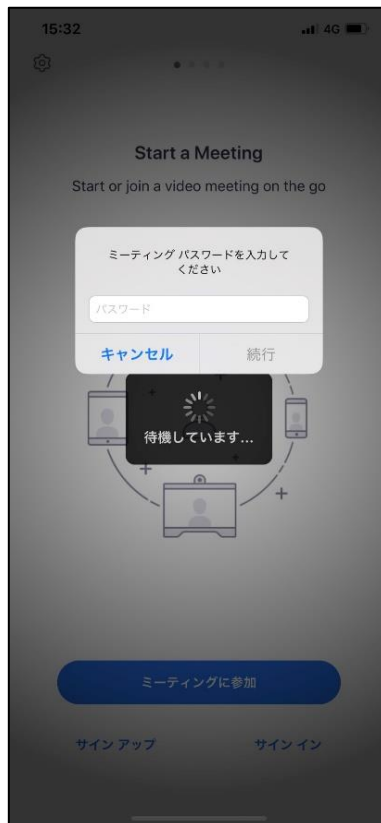 15:32
4G
Start a Meeting
Start or join a video meeting on the go
ミーティング パスワードを入力して
ください
パスワード
キャンセル 続行
待機しています...
ミーティングに参加
サイン アップ サイン イン